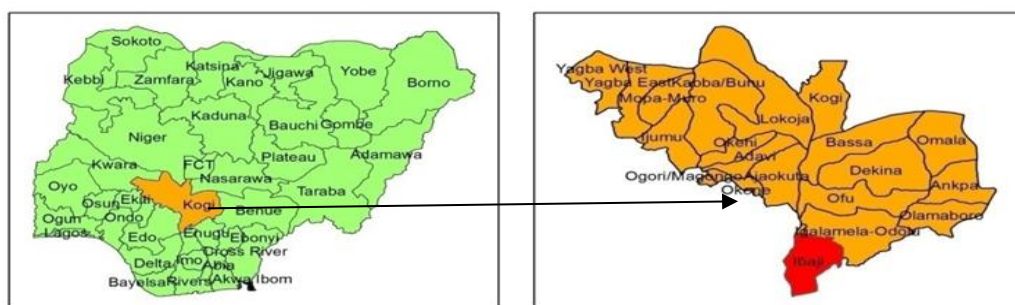 Sokoto
Katsina
Jigawa
Yobe
Borno
Kebbi
Zamfara
Kano
Kaduna
Bauchi
Gombe
Niger
Adamawa
Plateau
Kwara
FCT
Nasarawa
Taraba
Oyo
Osun
Ekiti
Kogi
Benue
Ogun
Ondo
Lagos
Edo
Enugu
Ebonyi
Cross River
Delta
Imo
Abia
Bayelsa
Rivers
Akwa Ibom
Yagba West
Yagba East
Kabba/Bunu
Mopa-Muro
Kogi
Ijumu
Lokoja
Okehi
Adavi
Bassa
Omala
Ogori/Magongo
Ajaokuta
Okene
Dekina
Ankpa
Ofu
Olamaboro
Igalamela-Odolu
Ibaji